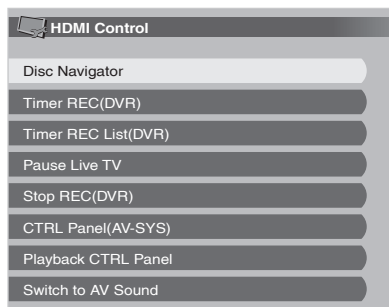 HDMI Control
Disc Navigator
Timer REC(DVR)
Timer REC List(DVR)
Pause Live TV
Stop REC(DVR)
CTRL Panel(AV-SYS)
Playback CTRL Panel
Switch to AV Sound